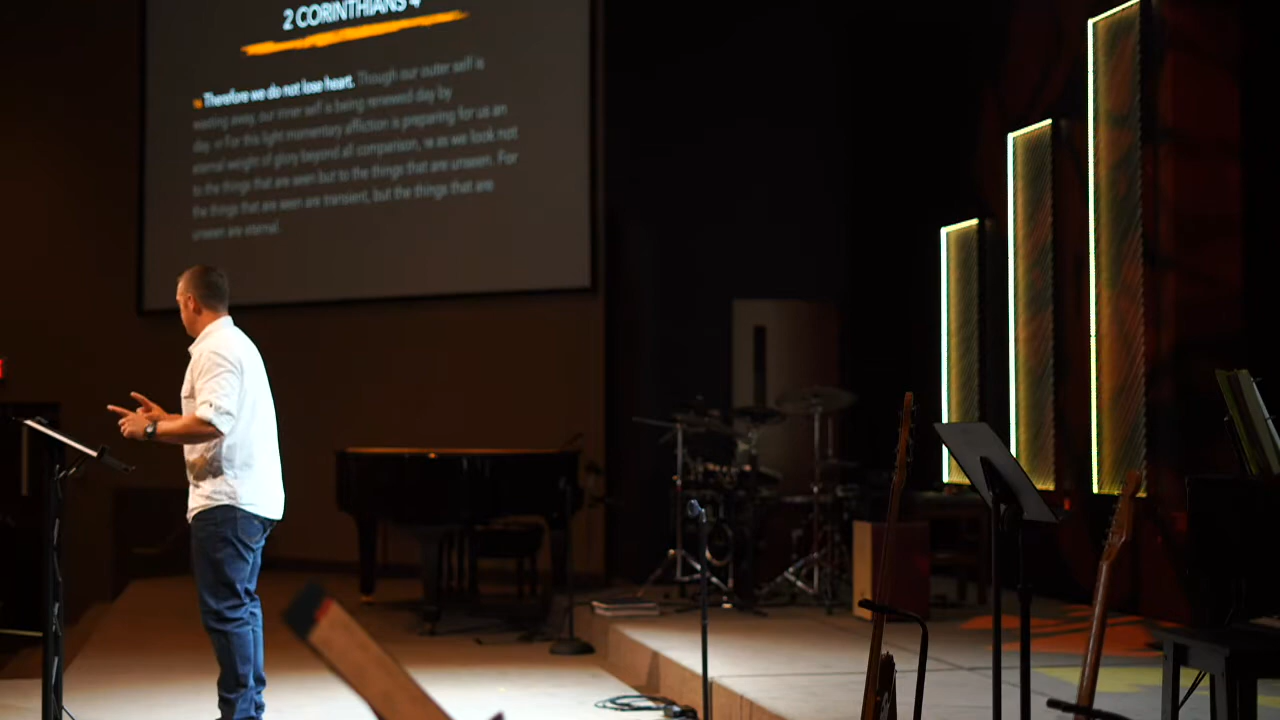 2 CORINTHIANS 4
16 Therefore we do not lose heart. Though our outer self is
wasting away, our inner self is being renewed day by
day. 17 For this light momentary affliction is preparing for us an
eternal weight of glory beyond all comparison, 18 as we look not
to the things that are seen but to the things that are unseen. For
the things that are seen are transient, but the things that are
unseen are eternal.